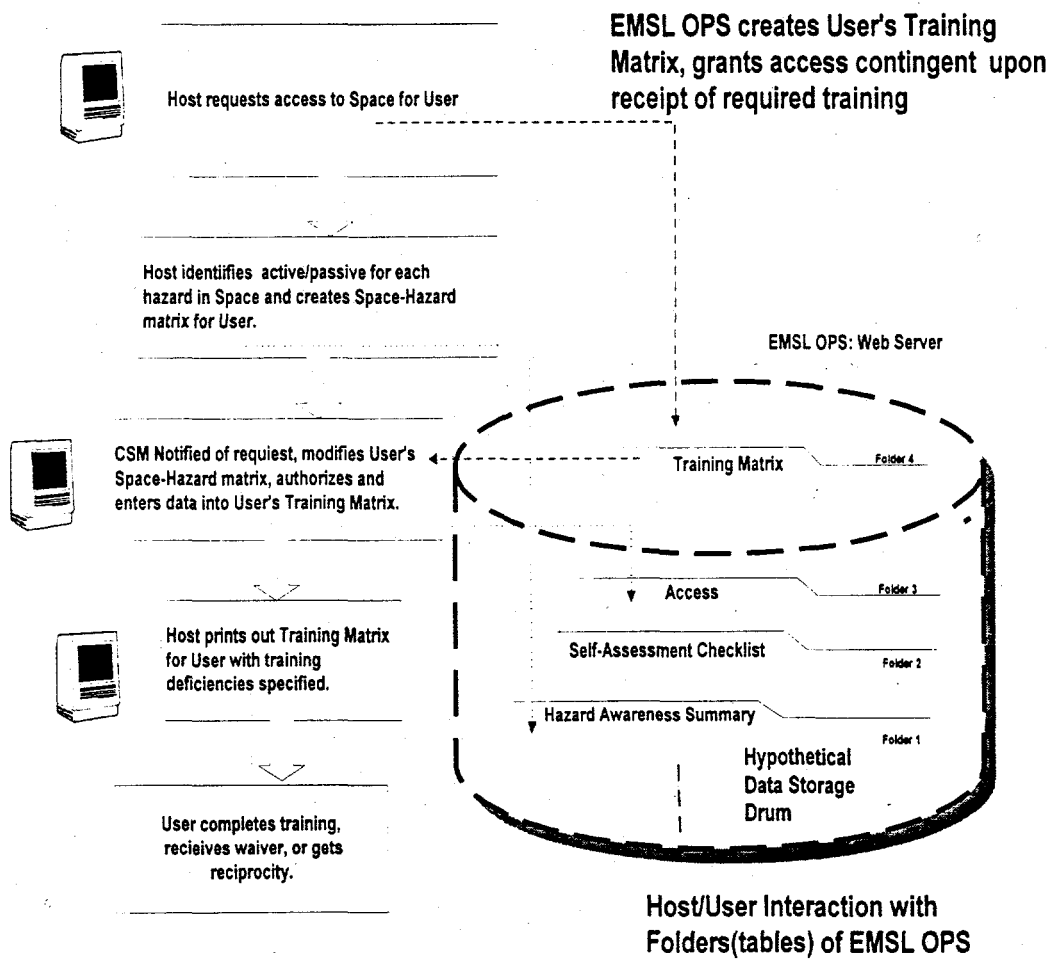 EMSL OPS creates User's Training
Matrix, grants access contingent upon
receipt of required training
Host requests access to Space for User
Host identiifies active/passive for each
hazard in Space and creates Space-Hazard
matrix for User.
EMSL OPS: Web Server
CSM Notified of requiest, modifies User's
Space-Hazard matrix, authorizes and
enters data into User's Training Matrix.
Training Matrix
Folder 4
Access
Folder 3
Host prints out Training Matrix
for User with training
deficiencies specified.
Self-Assessment Checklist
Folder 2
Hazard Awareness Summary
Folder 1
Hypothetical
Data Storage
Drum
User completes training,
recieives waiver, or gets
reciprocity.
Host/User Interaction with
Folders(tables) of EMSL OPS